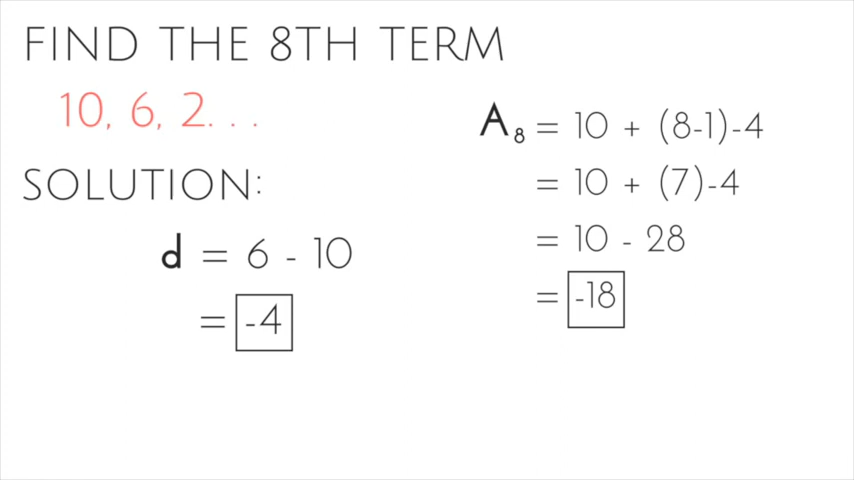 FIND THE 8TH TERM
10, 6, 2. . .
SOLUTION:
d = 6 - 10
= -4
A8 = 10 + (8-1)-4
= 10 + (7)-4
= 10 - 28
= -18